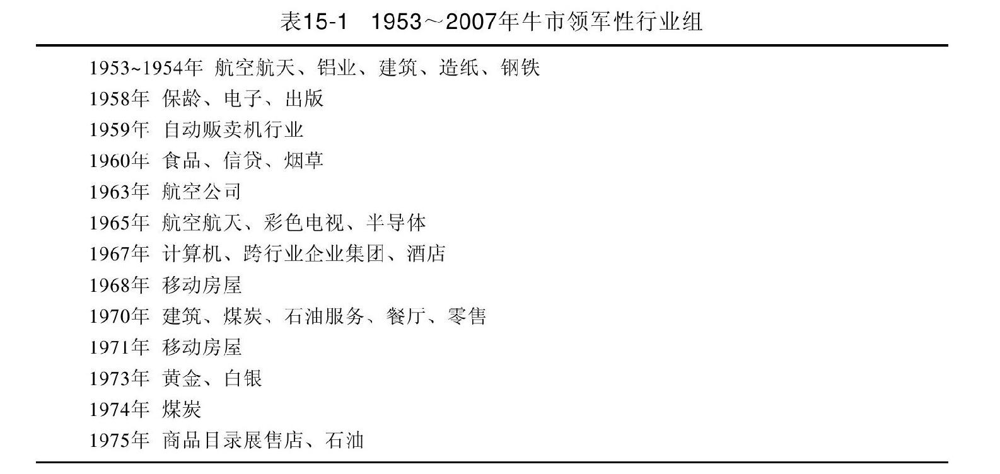 表15-1 1953～2007年牛市领军性行业组
1953~1954年 航空航天、铝业、建筑、造纸、钢铁
1958年 保龄、电子、出版
1959年 自动贩卖机行业
1960年 食品、信贷、烟草
1963年 航空公司
1965年 航空航天、彩色电视、半导体
1967年 计算机、跨行业企业集团、酒店
1968年 移动房屋
1970年 建筑、煤炭、石油服务、餐厅、零售
1971年 移动房屋
1973年 黄金、白银
1974年 煤炭
1975年 商品目录展售店、石油